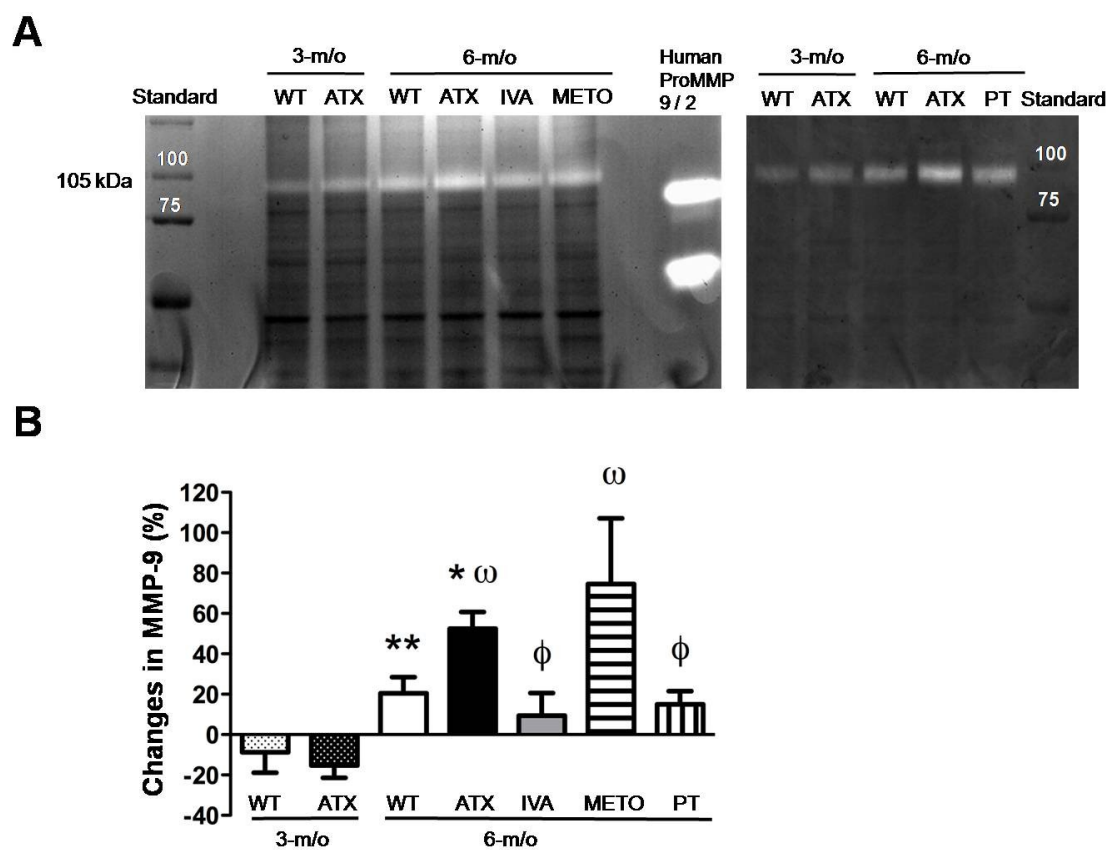 A
3-m/o
6-m/o
Human
ProMMP
9 / 2
3-m/o
6-m/o
Standard
WT
ATX
WT
ATX
IVA
METO
WT
ATX
WT
ATX
PT
Standard
105 kDa
100
75
100
75
B
Changes in MMP-9 (%)
120
100
80
60
40
20
0
-20
-40
**
* ω
ϕ
ω
ϕ
WT
ATX
WT
ATX
IVA
METO
PT
3-m/o
6-m/o